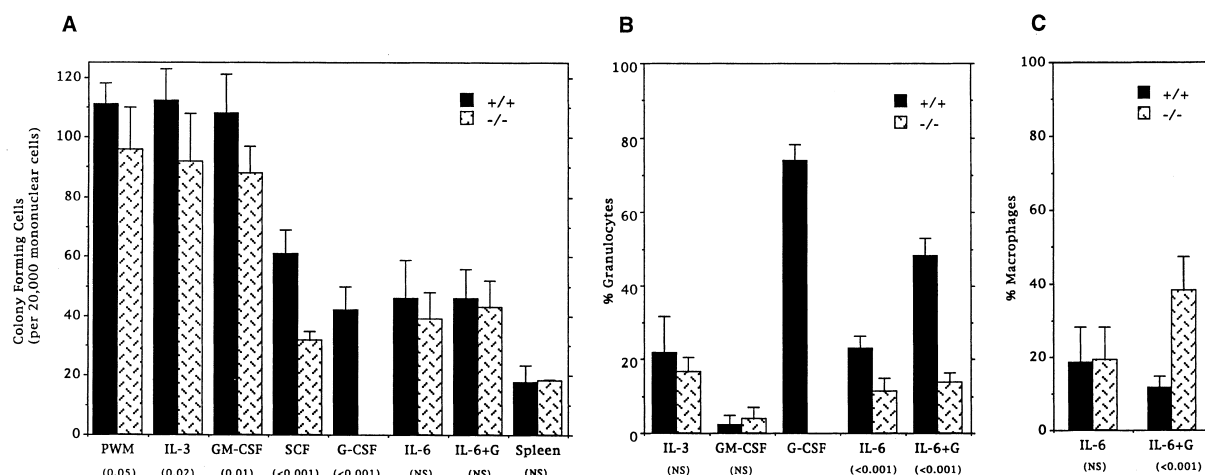 A
B
C
Colony Forming Cells
(per 20,000 mononuclear cells)
120
100
80
60
40
20
0
+/+
-/-
PWM IL-3 GM-CSF SCF G-CSF IL-6 IL-6+G Spleen
(0.05) (0.02) (0.01) (<0.001) (<0.001) (NS) (NS) (NS)
% Granulocytes
100
80
60
40
20
0
+/+
-/-
IL-3 GM-CSF G-CSF IL-6 IL-6+G
(NS) (NS) (<0.001) (<0.001)
% Macrophages
100
80
60
40
20
0
+/+
-/-
IL-6 IL-6+G
(NS) (<0.001)